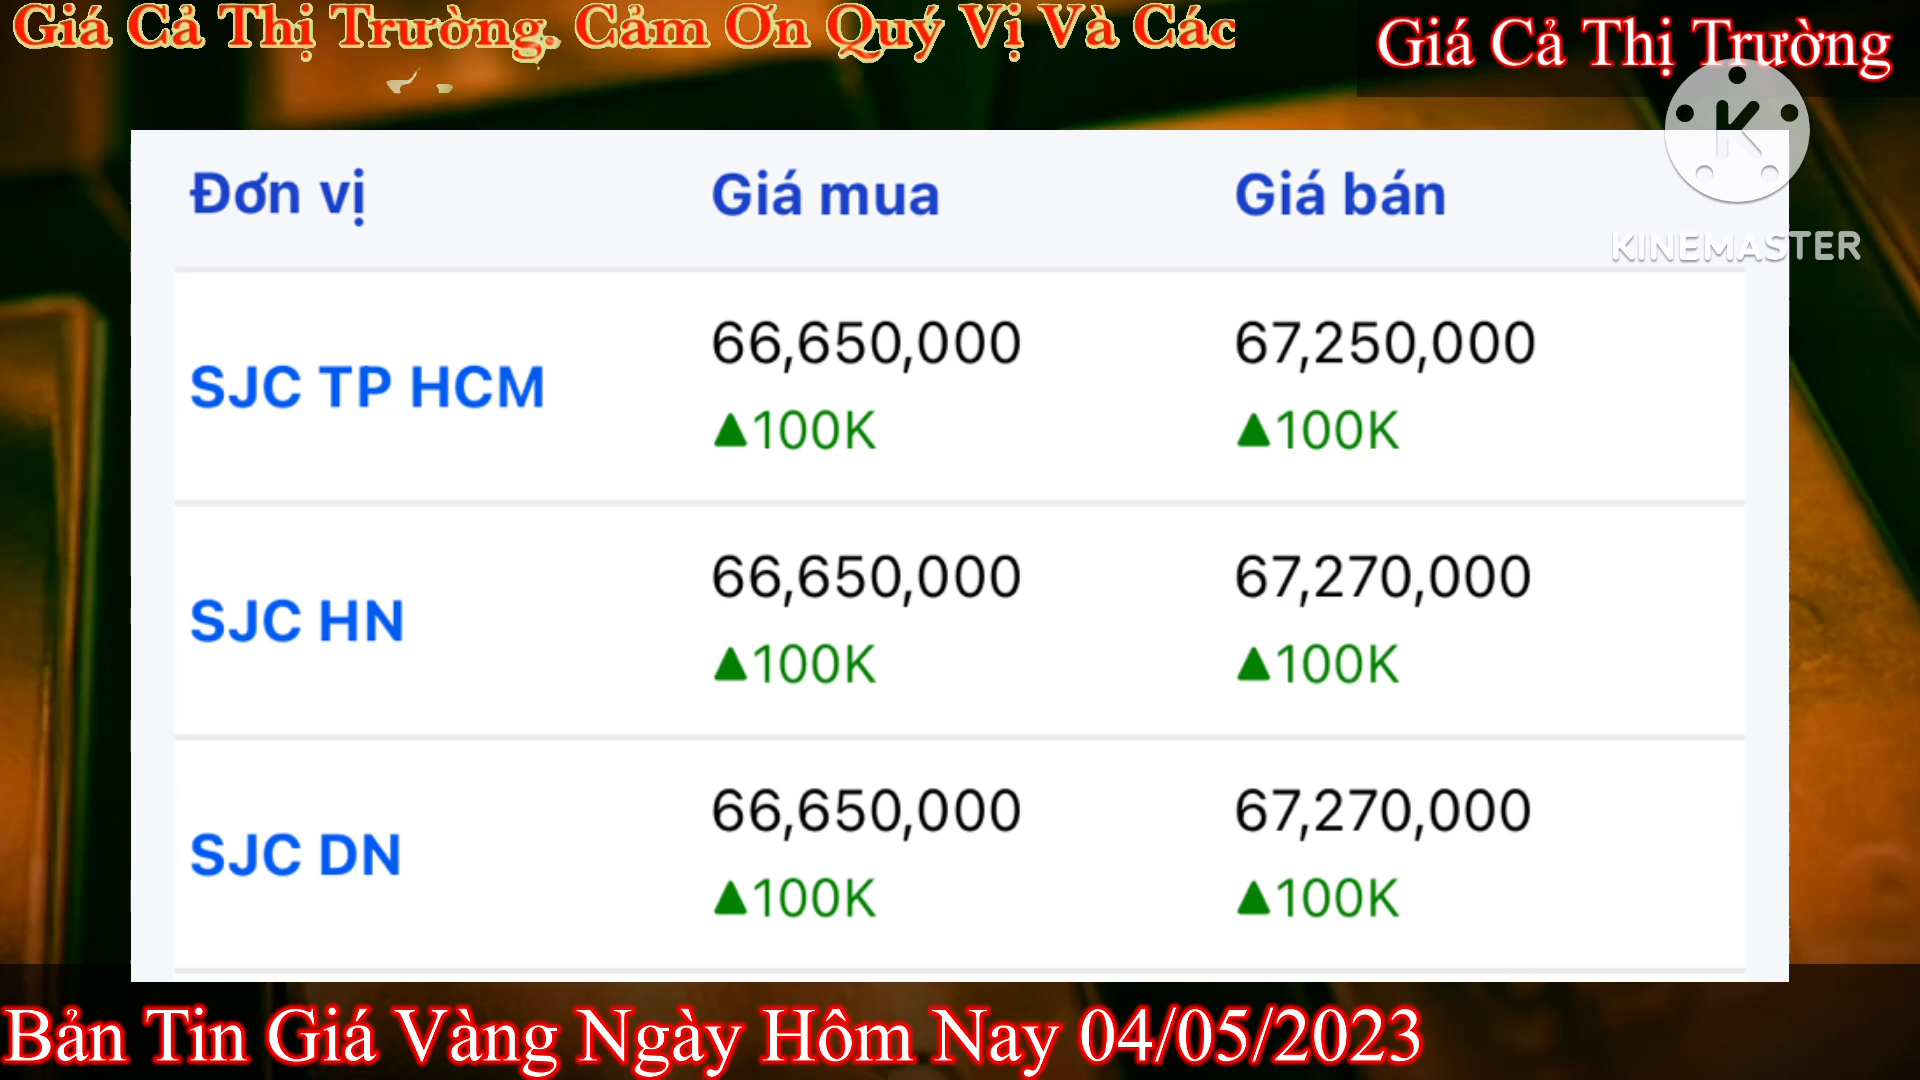 Giá Cả Thị Trường. Cảm Ơn Quý Vị Và Các
Giá Cả Thị Trường
KINEMASTER
Đơn vị Giá mua Giá bán
SJC TP HCM 66,650,000 67,250,000
▲100K ▲100K
SJC HN 66,650,000 67,270,000
▲100K ▲100K
SJC DN 66,650,000 67,270,000
▲100K ▲100K
Bản Tin Giá Vàng Ngày Hôm Nay 04/05/2023